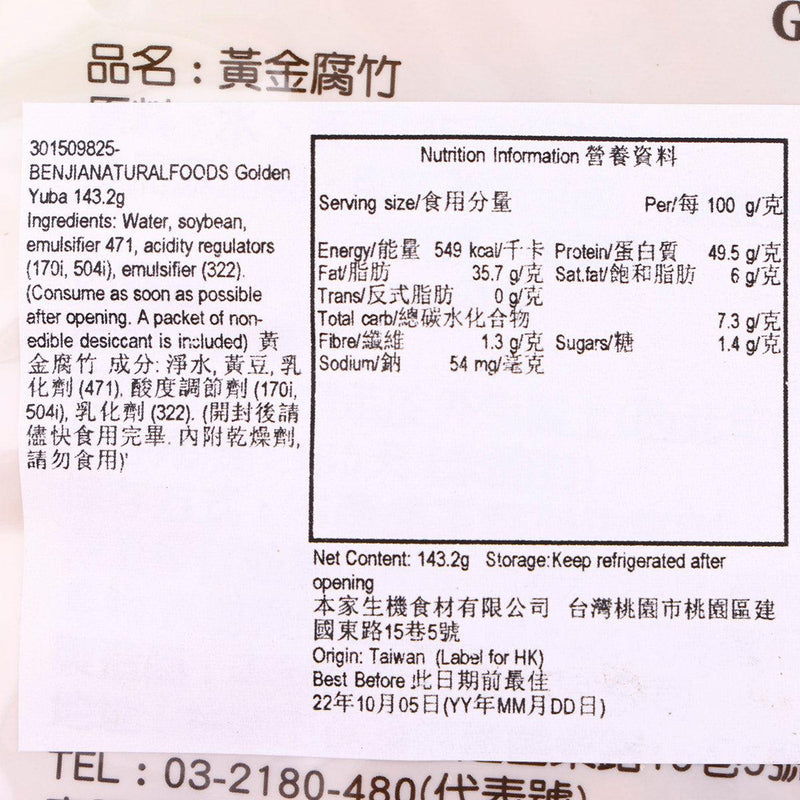 G
品名：黃金腐竹
301509825-
BENJIANATURALFOODS Golden
Yuba 143.2g
Ingredients: Water, soybean,
emulsifier 471, acidity regulators
(170i, 504i), emulsifier (322).
(Consume as soon as possible
after opening. A packet of non-
edible desiccant is included) 黃
金腐竹 成分: 淨水, 黃豆, 乳
化劑 (471), 酸度調節劑 (170i,
504i), 乳化劑 (322). (開封後請
儘快食用完畢. 內附乾燥劑,
請勿食用)'
Nutrition Information 營養資料
Serving size/食用分量 Per/每 100 g/克
Energy/能量 549 kcal/千卡 Protein/蛋白質 49.5 g/克
Fat/脂肪 35.7 g/克 Sat.fat/飽和脂肪 6 g/克
Trans/反式脂肪 0 g/克
Total carb/總碳水化合物 7.3 g/克
Fibre/纖維 1.3 g/克 Sugars/糖 1.4 g/克
Sodium/鈉 54 mg/毫克
Net Content: 143.2g Storage:Keep refrigerated after
opening
本家生機食材有限公司 台灣桃園市桃園區建
國東路15巷5號
Origin: Taiwan (Label for HK)
Best Before 此日期前最佳
22年10月05日(YY年MM月DD日)
TEL：03-2180-480(代表號)